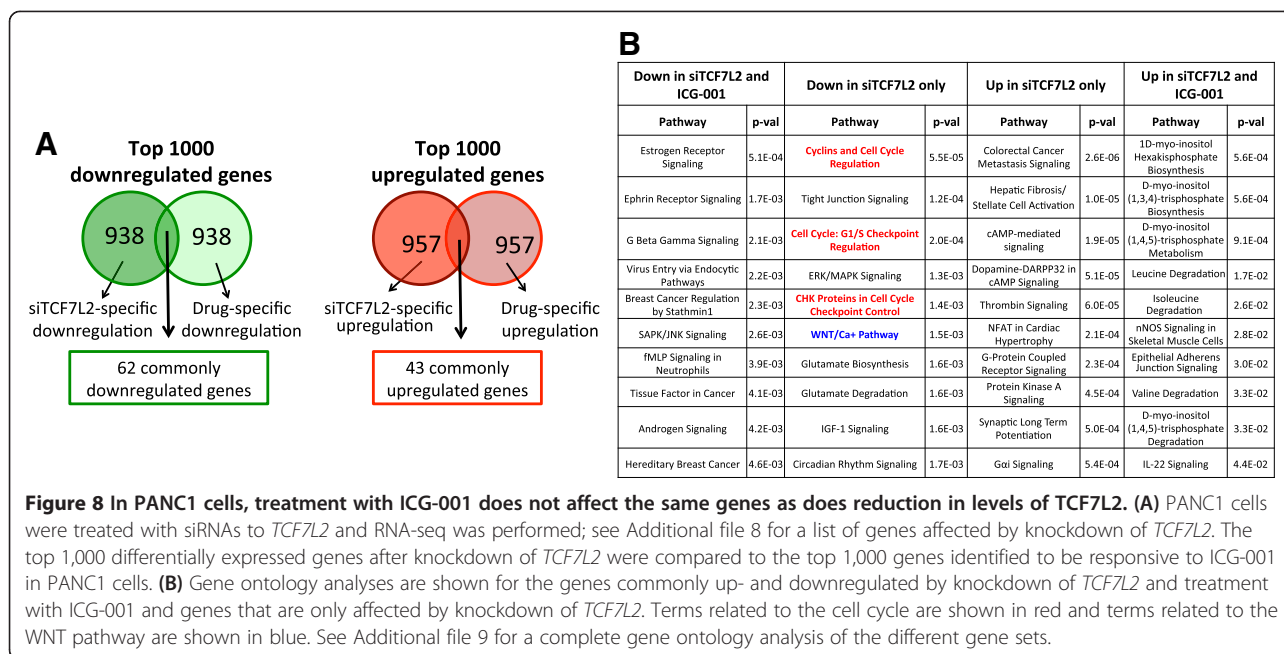 A
Top 1000
downregulated genes
938
938
siTCF7L2-specific
downregulation
Drug-specific
downregulation
62 commonly
downregulated genes
Top 1000
upregulated genes
957
957
siTCF7L2-specific
upregulation
Drug-specific
upregulation
43 commonly
upregulated genes
B
Down in siTCF7L2 and
ICG-001
Down in siTCF7L2 only
Up in siTCF7L2 only
Up in siTCF7L2 and
ICG-001
Pathway p-val Pathway p-val Pathway p-val Pathway p-val
Estrogen Receptor
Signaling
5.1E-04
Cyclins and Cell Cycle
Regulation
5.5E-05
Colorectal Cancer
Metastasis Signaling
2.6E-06
1D-myo-inositol
Hexakisphosphate
Biosynthesis
5.6E-04
Ephrin Receptor Signaling
1.7E-03
Tight Junction Signaling
1.2E-04
Hepatic Fibrosis/
Stellate Cell Activation
1.0E-05
D-myo-inositol
(1,3,4)-trisphosphate
Biosynthesis
5.6E-04
G Beta Gamma Signaling
2.1E-03
Cell Cycle: G1/S Checkpoint
Regulation
2.0E-04
cAMP-mediated
signaling
1.9E-05
D-myo-inositol
(1,4,5)-trisphosphate
Metabolism
9.1E-04
Virus Entry via Endocytic
Pathways
2.2E-03
ERK/MAPK Signaling
1.3E-03
Dopamine-DARPP32 in
cAMP Signaling
5.1E-05
Leucine Degradation
1.7E-02
Breast Cancer Regulation
by Stathmin1
2.3E-03
CHK Proteins in Cell Cycle
Checkpoint Control
1.4E-03
Thrombin Signaling
6.0E-05
Isoleucine
Degradation
2.6E-02
SAPK/JNK Signaling
2.6E-03
WNT/Ca+ Pathway
1.5E-03
NFAT in Cardiac
Hypertrophy
2.1E-04
nNOS Signaling in
Skeletal Muscle Cells
2.8E-02
fMLP Signaling in
Neutrophils
3.9E-03
Glutamate Biosynthesis
1.6E-03
G-Protein Coupled
Receptor Signaling
2.3E-04
Epithelial Adherens
Junction Signaling
3.0E-02
Tissue Factor in Cancer
4.1E-03
Glutamate Degradation
1.6E-03
Protein Kinase A
Signaling
4.5E-04
Valine Degradation
3.3E-02
Androgen Signaling
4.2E-03
IGF-1 Signaling
1.6E-03
Synaptic Long Term
Potentiation
5.0E-04
D-myo-inositol
(1,4,5)-trisphosphate
Degradation
3.3E-02
Hereditary Breast Cancer
4.6E-03
Circadian Rhythm Signaling
1.7E-03
Gαi Signaling
5.4E-04
IL-22 Signaling
4.4E-02
Figure 8 In PANC1 cells, treatment with ICG-001 does not affect the same genes as does reduction in levels of TCF7L2. (A) PANC1 cells
were treated with siRNAs to TCF7L2 and RNA-seq was performed; see Additional file 8 for a list of genes affected by knockdown of TCF7L2. The
top 1,000 differentially expressed genes after knockdown of TCF7L2 were compared to the top 1,000 genes identified to be responsive to ICG-001
in PANC1 cells. (B) Gene ontology analyses are shown for the genes commonly up- and downregulated by knockdown of TCF7L2 and treatment
with ICG-001 and genes that are only affected by knockdown of TCF7L2. Terms related to the cell cycle are shown in red and terms related to the
WNT pathway are shown in blue. See Additional file 9 for a complete gene ontology analysis of the different gene sets.